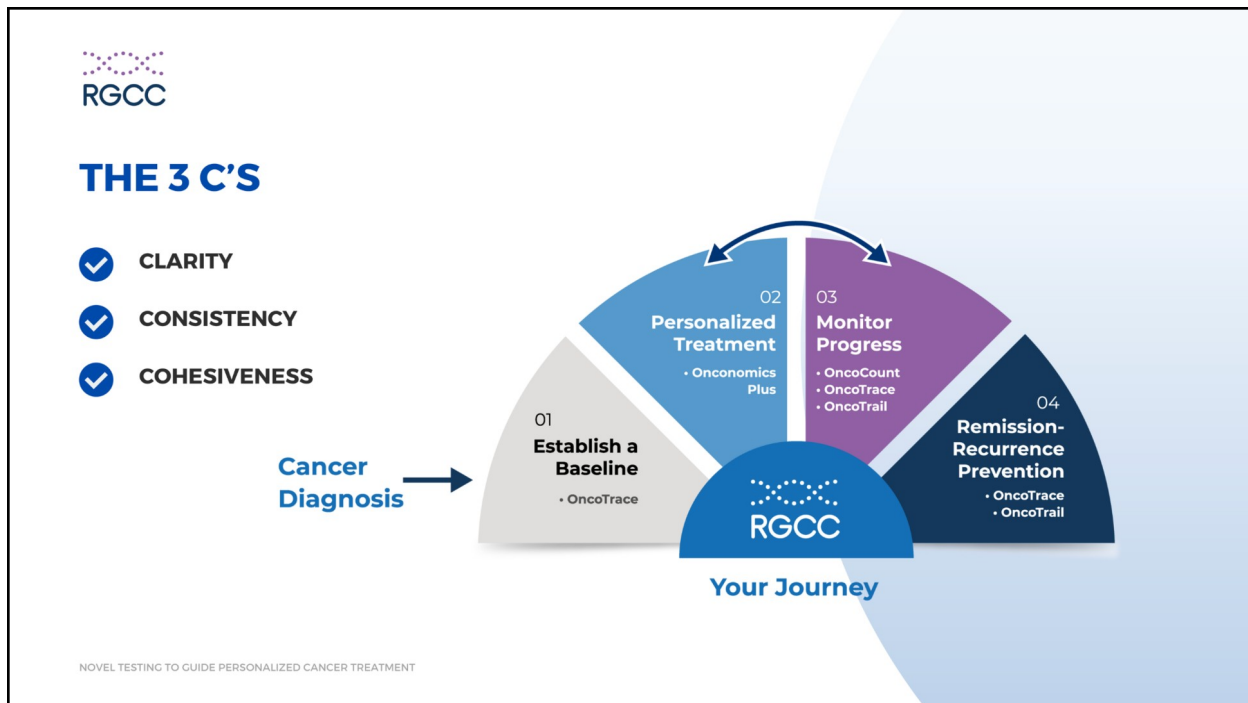 RGCC
THE 3 C'S
CLARITY
CONSISTENCY
COHESIVENESS
Cancer
Diagnosis
01
Establish a
Baseline
• OncoTrace
02
Personalized
Treatment
• Onconomics
Plus
03
Monitor
Progress
• OncoCount
• OncoTrace
• OncoTrail
04
Remission-
Recurrence
Prevention
• OncoTrace
• OncoTrail
RGCC
Your Journey
NOVEL TESTING TO GUIDE PERSONALIZED CANCER TREATMENT